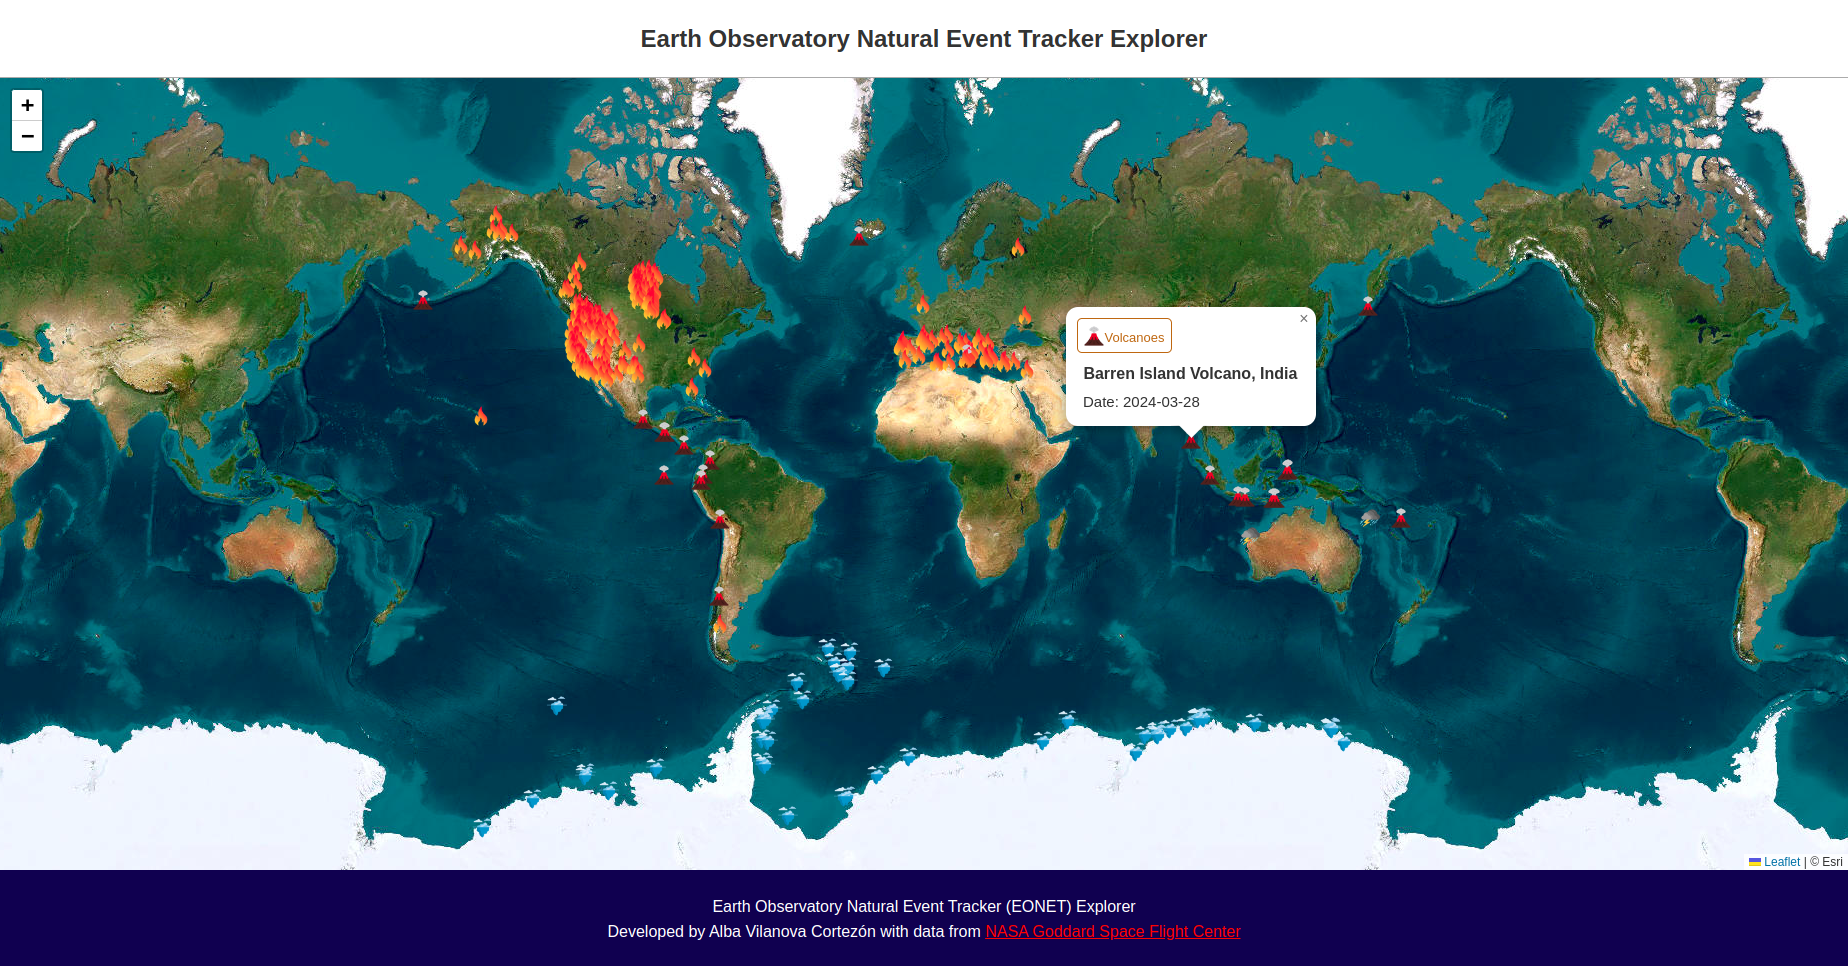 Earth Observatory Natural Event Tracker Explorer
+
−
×
Volcanoes
Barren Island Volcano, India
Date: 2024-03-28
Leaflet | © Esri
Earth Observatory Natural Event Tracker (EONET) Explorer
Developed by Alba Vilanova Cortezón with data from NASA Goddard Space Flight Center